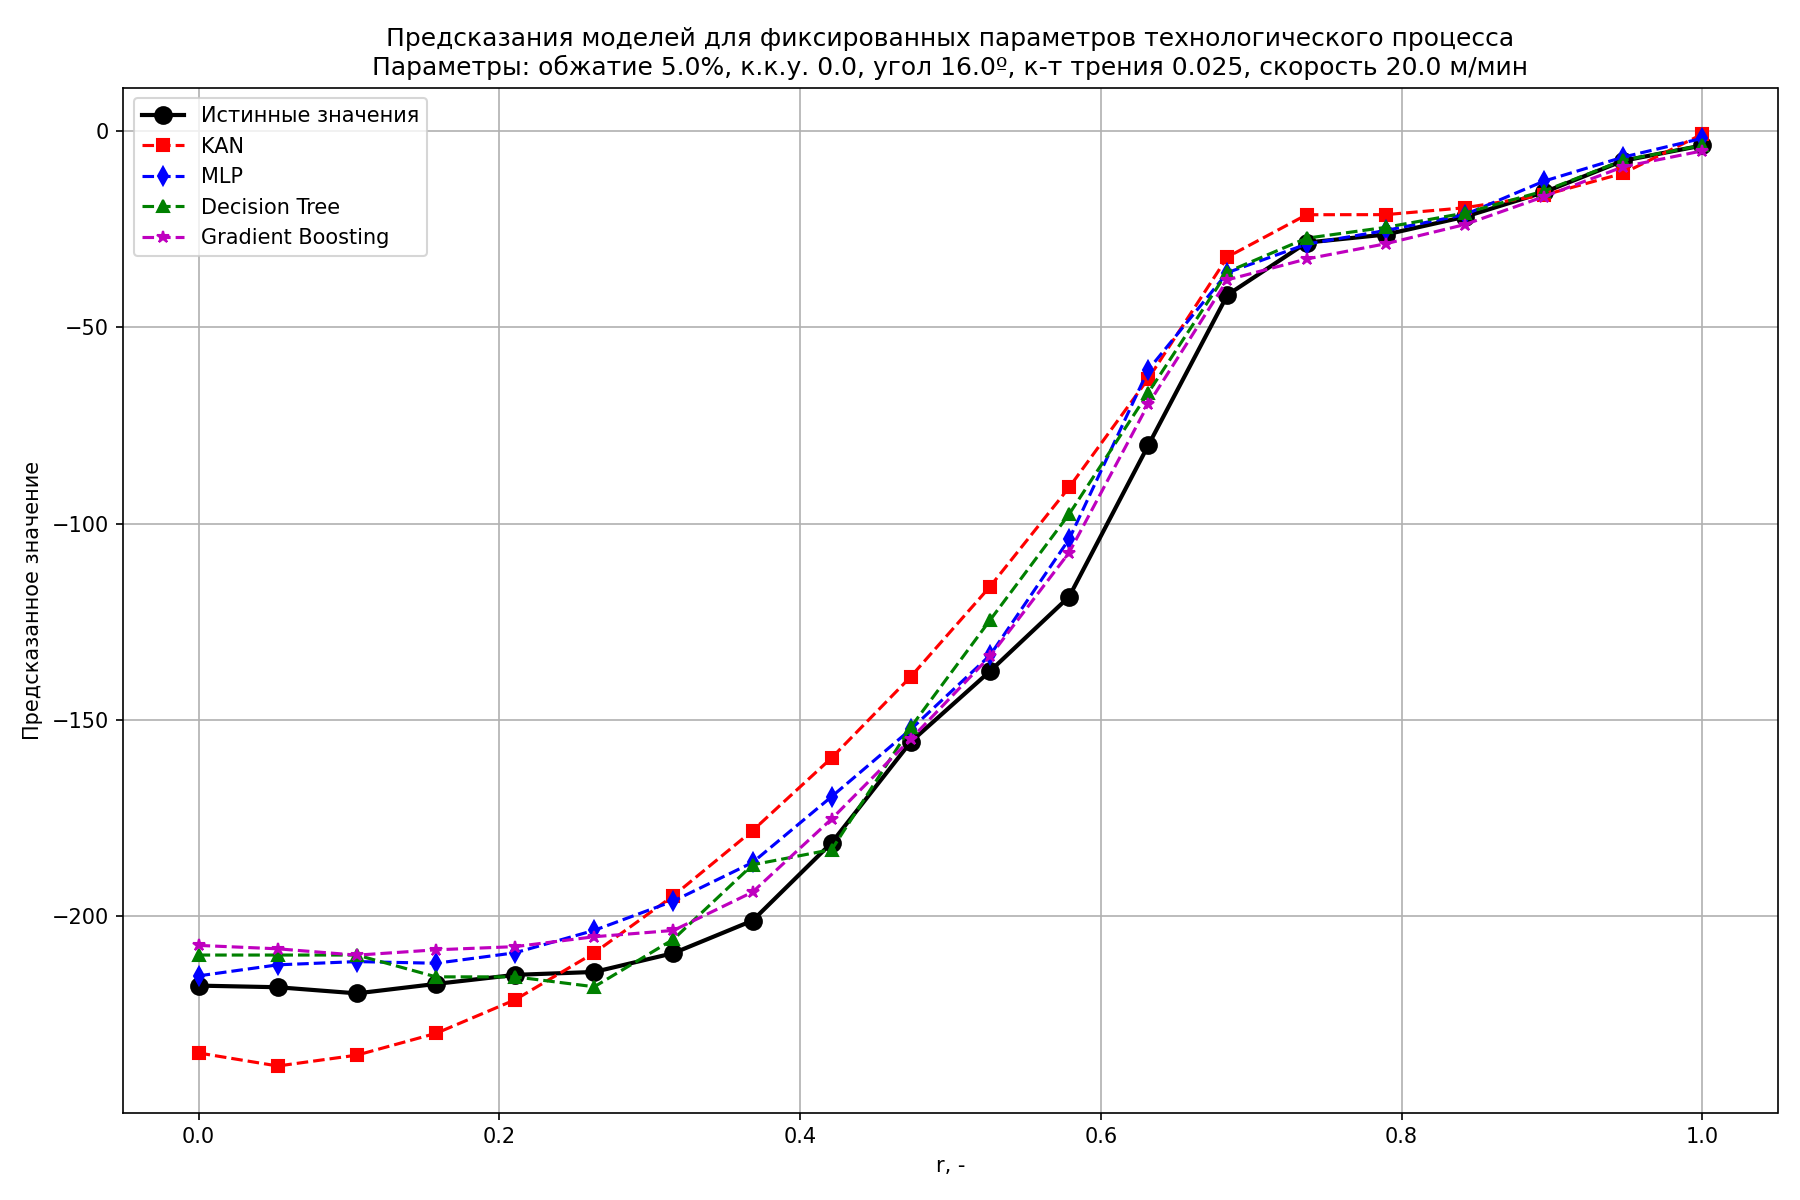 Предсказания моделей для фиксированных параметров технологического процесса
Параметры: обжатие 5.0%, к.к.у. 0.0, угол 16.0º, к-т трения 0.025, скорость 20.0 м/мин
Истинные значения
KAN
MLP
Decision Tree
Gradient Boosting
Предсказанное значение
0
−50
−100
−150
−200
0.0 0.2 0.4 0.6 0.8 1.0
r, -